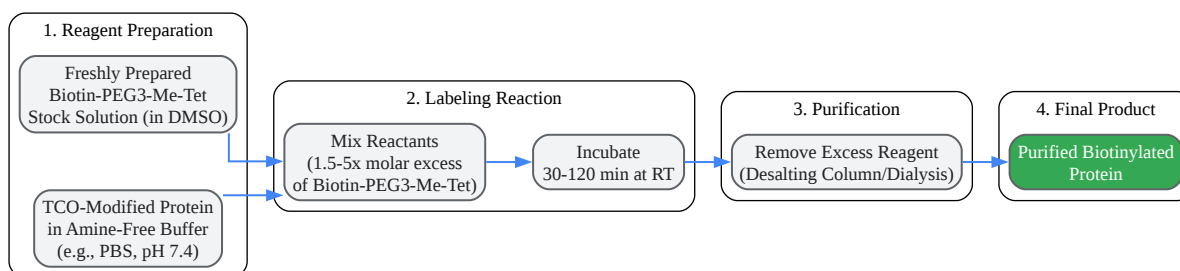 1. Reagent Preparation
Freshly Prepared
Biotin-PEG3-Me-Tet
Stock Solution (in DMSO)
TCO-Modified Protein
in Amine-Free Buffer
(e.g., PBS, pH 7.4)
2. Labeling Reaction
Mix Reactants
(1.5-5x molar excess
of Biotin-PEG3-Me-Tet)
Incubate
30-120 min at RT
3. Purification
Remove Excess Reagent
(Desalting Column/Dialysis)
4. Final Product
Purified Biotinylated
Protein